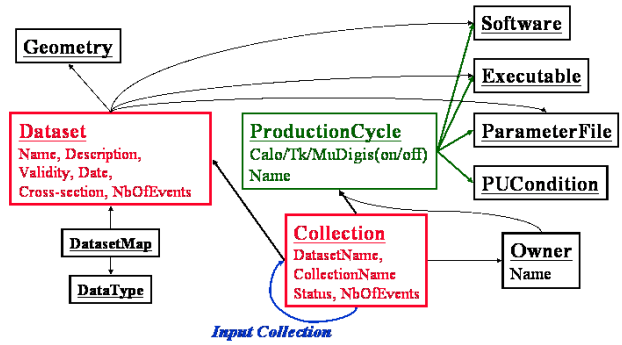 Geometry
Software
Executable
ParameterFile
PUCondition
Dataset
Name, Description,
Validity, Date,
Cross-section, NbOfEvents
ProductionCycle
Calo/Tk/MuDigis(on/off)
Name
DatasetMap
DataType
Collection
DatasetName,
CollectionName
Status, NbOfEvents
Owner
Name
Input Collection